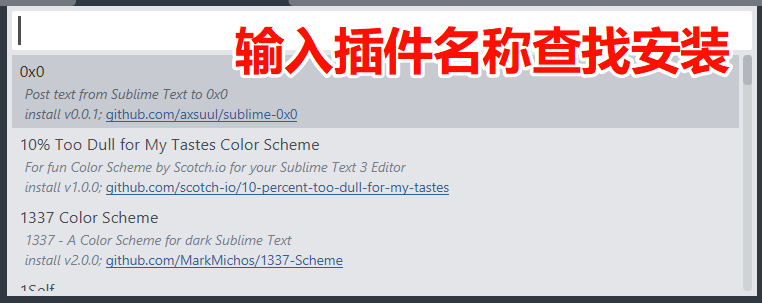 输入插件名称查找安装
0x0
Post text from Sublime Text to 0x0
install v0.0.1; github.com/axsuul/sublime-0x0
10% Too Dull for My Tastes Color Scheme
For fun Color Scheme by Scotch.io for your Sublime Text 3 Editor
install v1.0.0; github.com/scotch-io/10-percent-too-dull-for-my-tastes
1337 Color Scheme
1337 - A Color Scheme for dark Sublime Text
install v2.0.0; github.com/MarkMichos/1337-Scheme
1Self